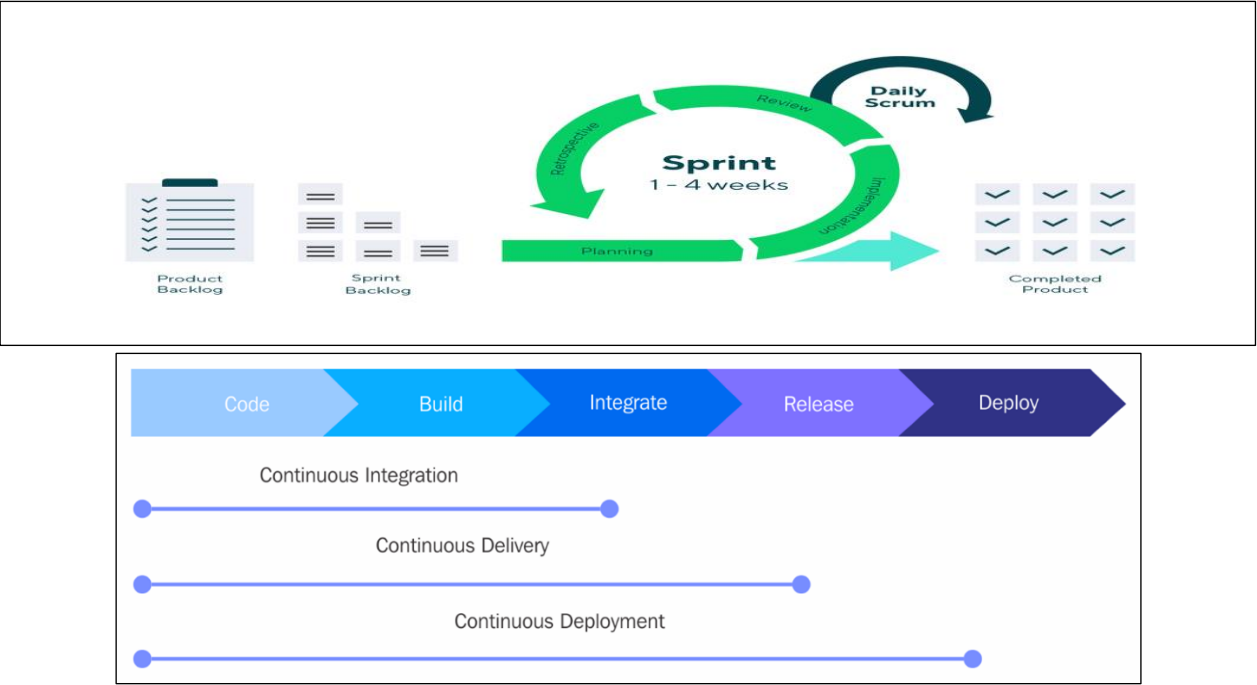 Daily
Scrum
Review
Retrospective
Sprint
1 - 4 weeks
Implementation
Planning
Product
Backlog
Sprint
Backlog
Completed
Product
Code
Build
Integrate
Release
Deploy
Continuous Integration
Continuous Delivery
Continuous Deployment